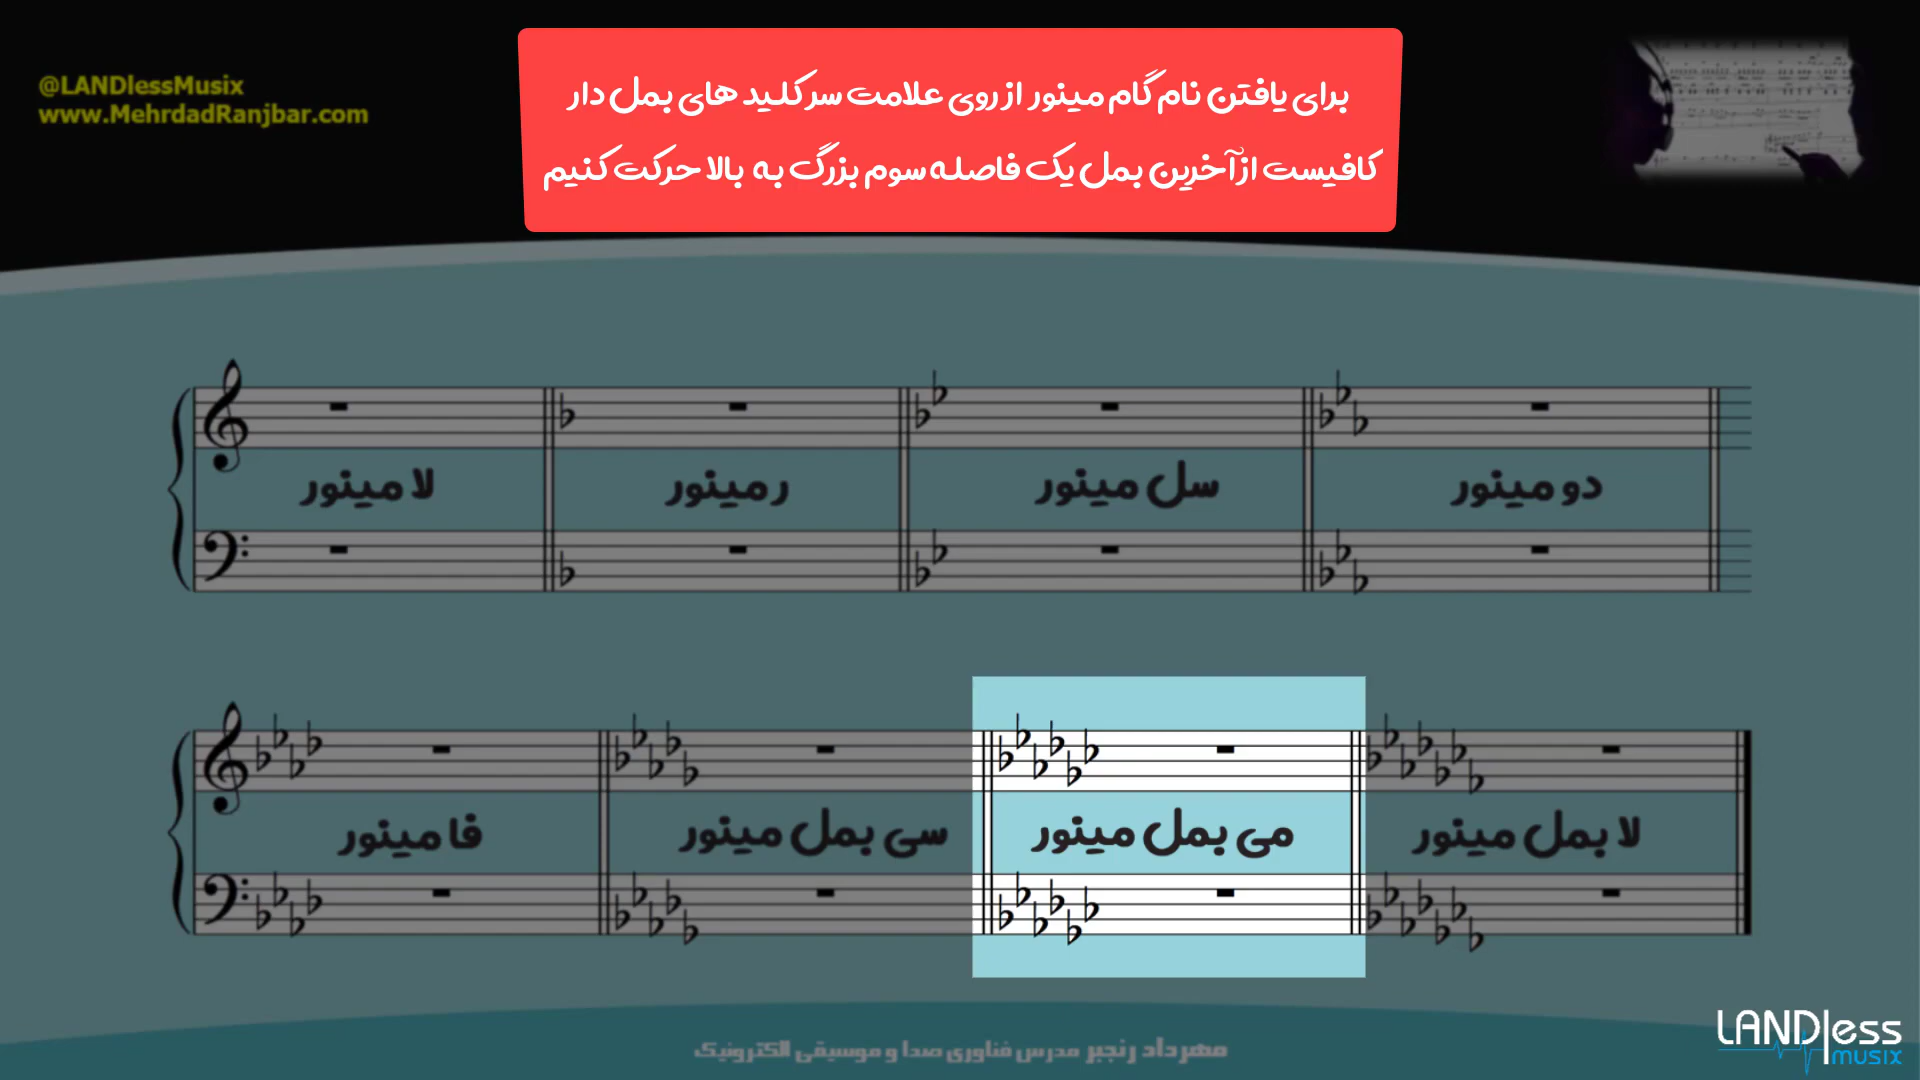 @LANDlessMusix
www.MehrdadRanjbar.com
برای یافتن نام گام مینور از روی علامت سرکلید های بمل دار
کافیست از آخرین بمل یک فاصله سوم بزرگ به بالا حرکت کنیم
لا مینور
ر مینور
سل مینور
دو مینور
فا مینور
سی بمل مینور
می بمل مینور
لا بمل مینور
مهرداد رنجبر مدرس فناوری صدا و موسیقی الکترونیک
LANDless
musix